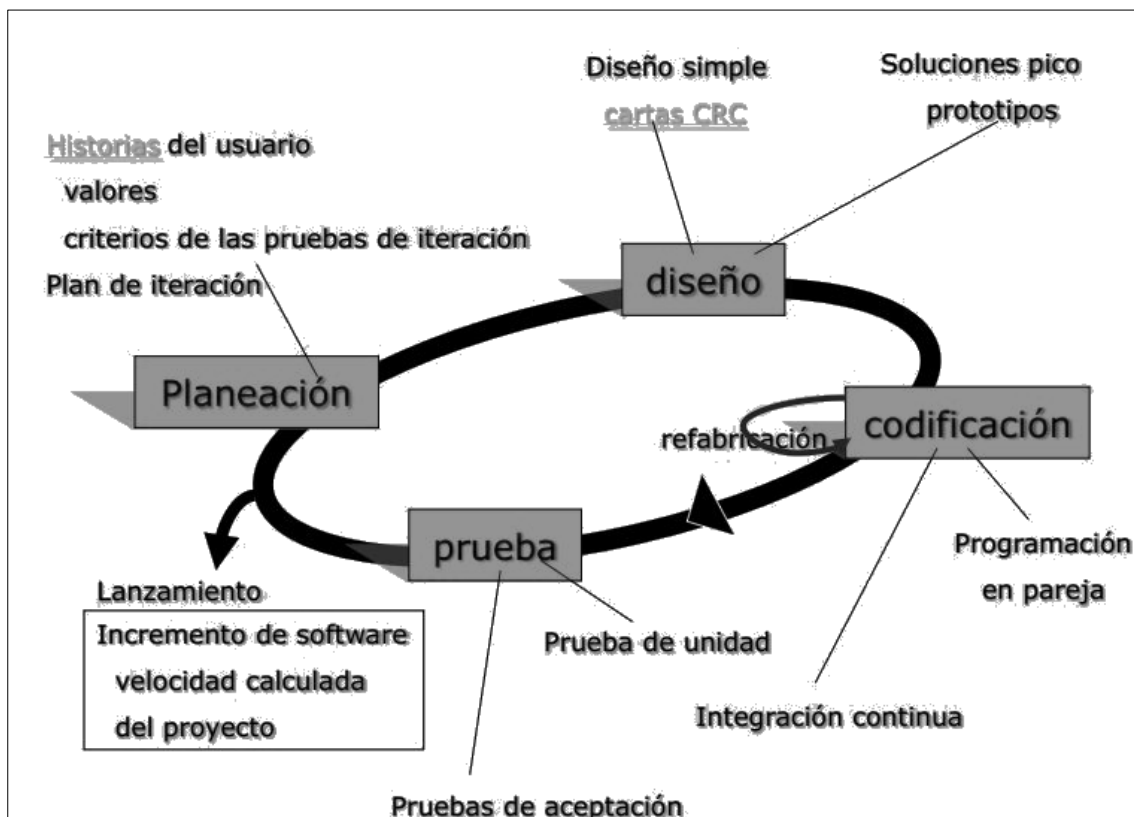 Diseño simple
cartas CRC
Soluciones pico
prototipos
Historias del usuario
valores
criterios de las pruebas de iteración
Plan de iteración
diseño
Planeación
codificación
refabricación
prueba
Programación
en pareja
Lanzamiento
Incremento de software
velocidad calculada
del proyecto
Prueba de unidad
Integración continua
Pruebas de aceptación